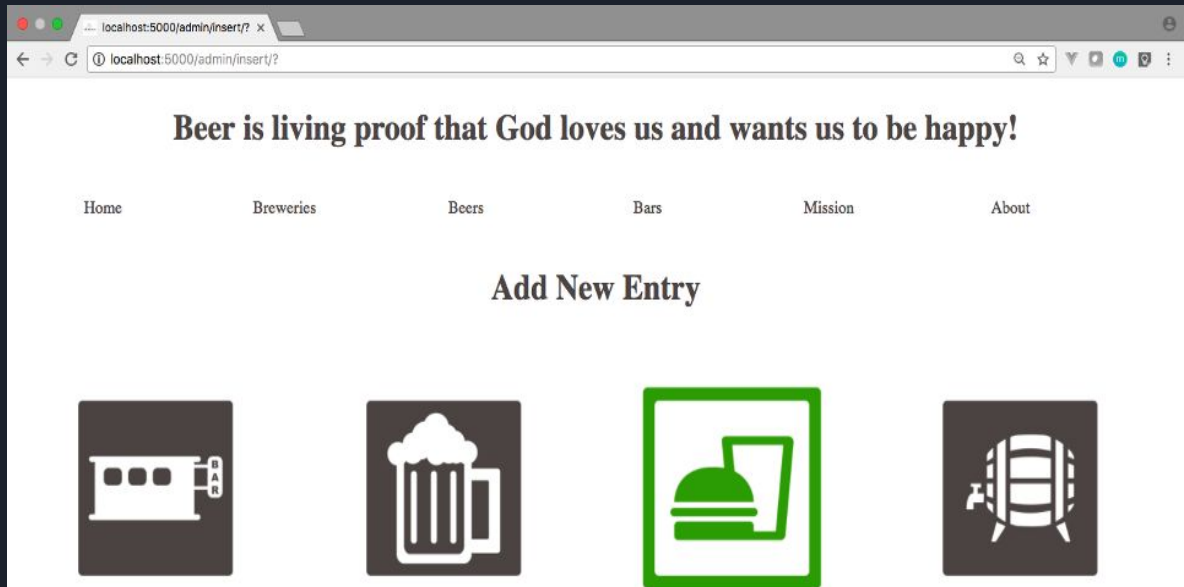 localhost:5000/admin/insert/?
localhost:5000/admin/insert/?
Beer is living proof that God loves us and wants us to be happy!
Home Breweries Beers Bars Mission About
Add New Entry
BAR